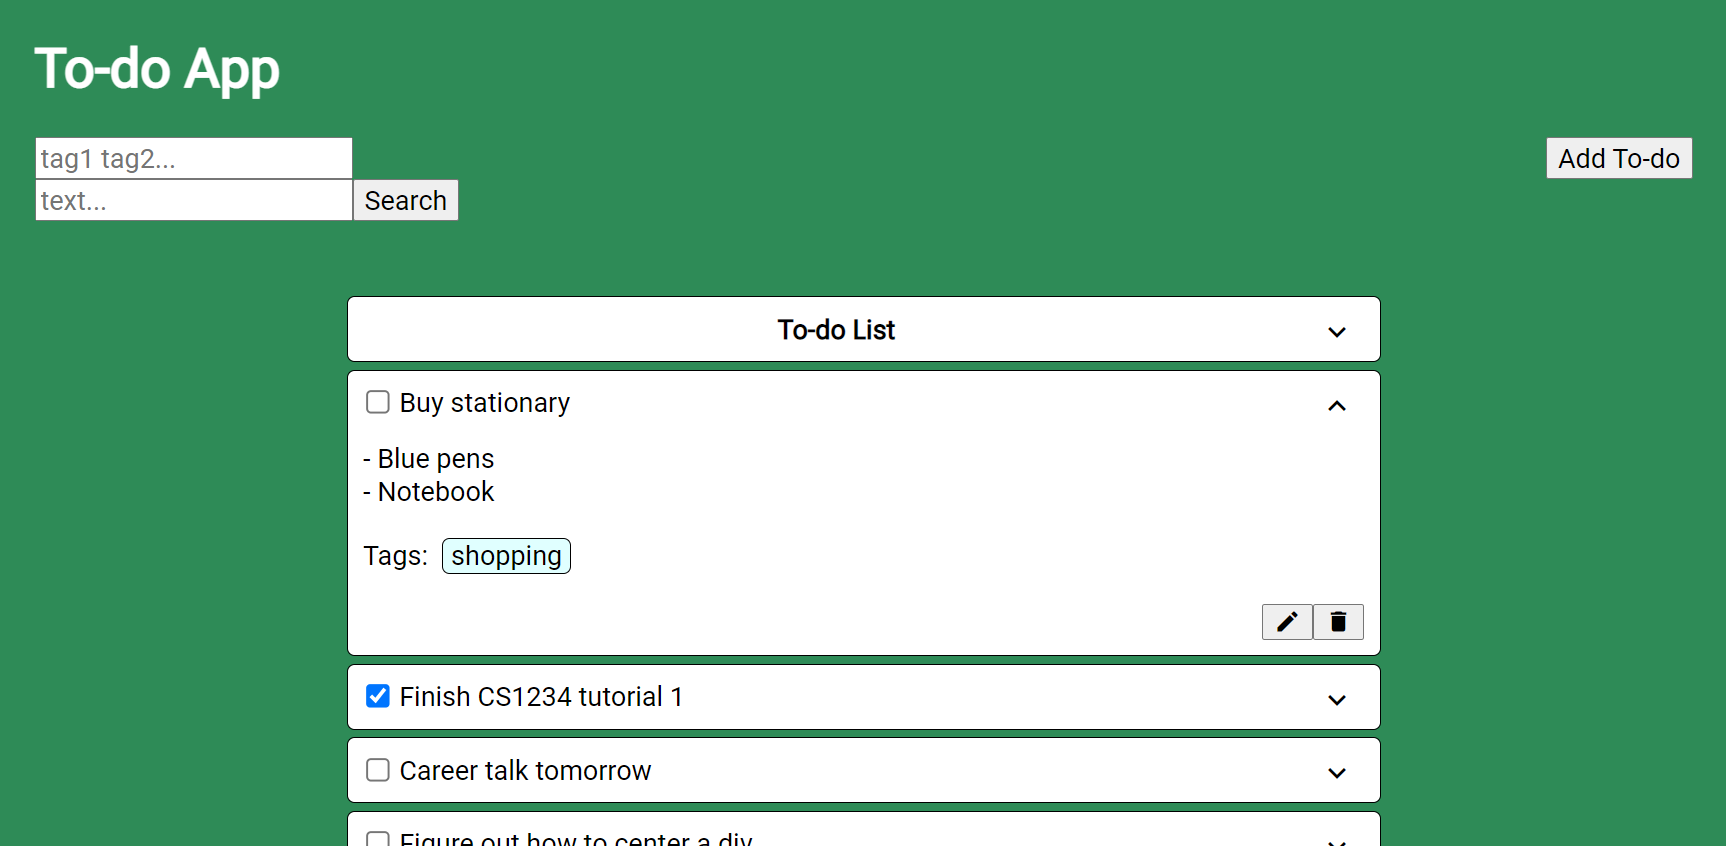 To-do App
tag1 tag2...
Add To-do
text...
Search
To-do List
Buy stationary
- Blue pens
- Notebook
Tags: shopping
Finish CS1234 tutorial 1
Career talk tomorrow
Figure out how to center a div